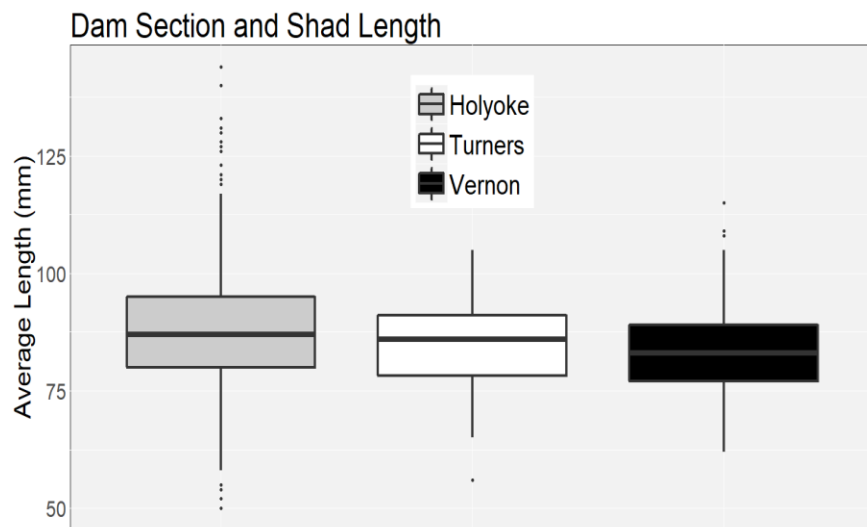 Dam Section and Shad Length
Average Length (mm)
125
100
75
50
Holyoke
Turners
Vernon